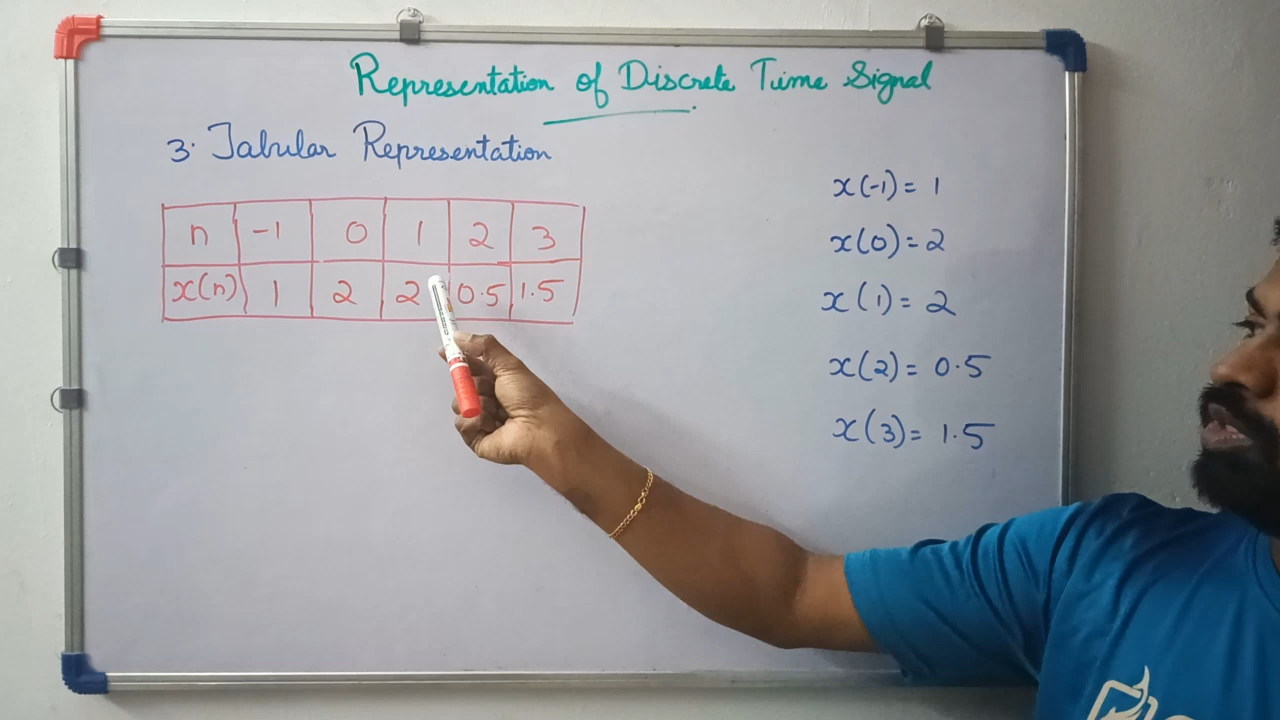 Representation of Discrete Time Signal
3. Tabular Representation
n -1 0 1 2 3
x(n) 1 2 2 0.5 1.5
x(-1) = 1
x(0) = 2
x(1) = 2
x(2) = 0.5
x(3) = 1.5